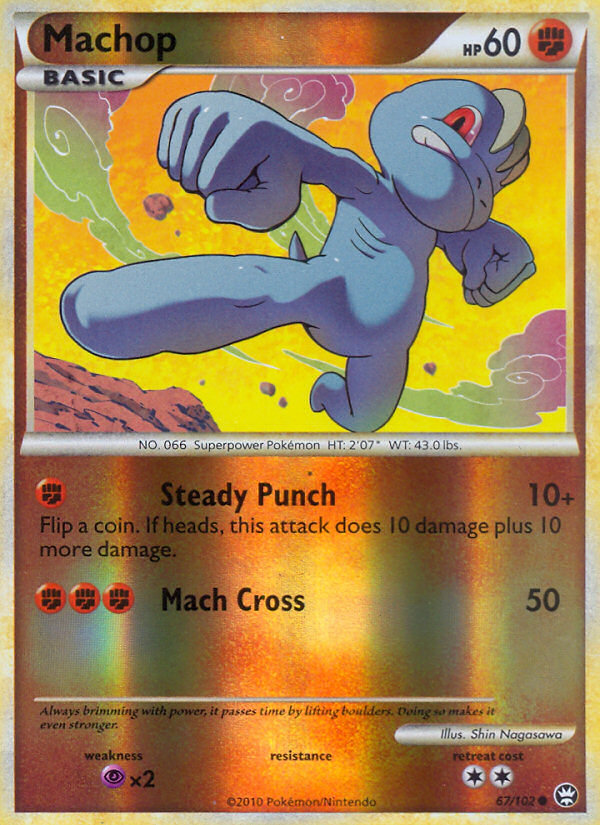 Machop
HP 60
BASIC
NO. 066 Superpower Pokémon HT: 2'07" WT: 43.0 lbs.
Steady Punch 10+
Flip a coin. If heads, this attack does 10 damage plus 10
more damage.
Mach Cross 50
Always brimming with power, it passes time by lifting boulders. Doing so makes it
even stronger.
Illus. Shin Nagasawa
weakness resistance retreat cost
×2
©2010 Pokémon/Nintendo 67/102